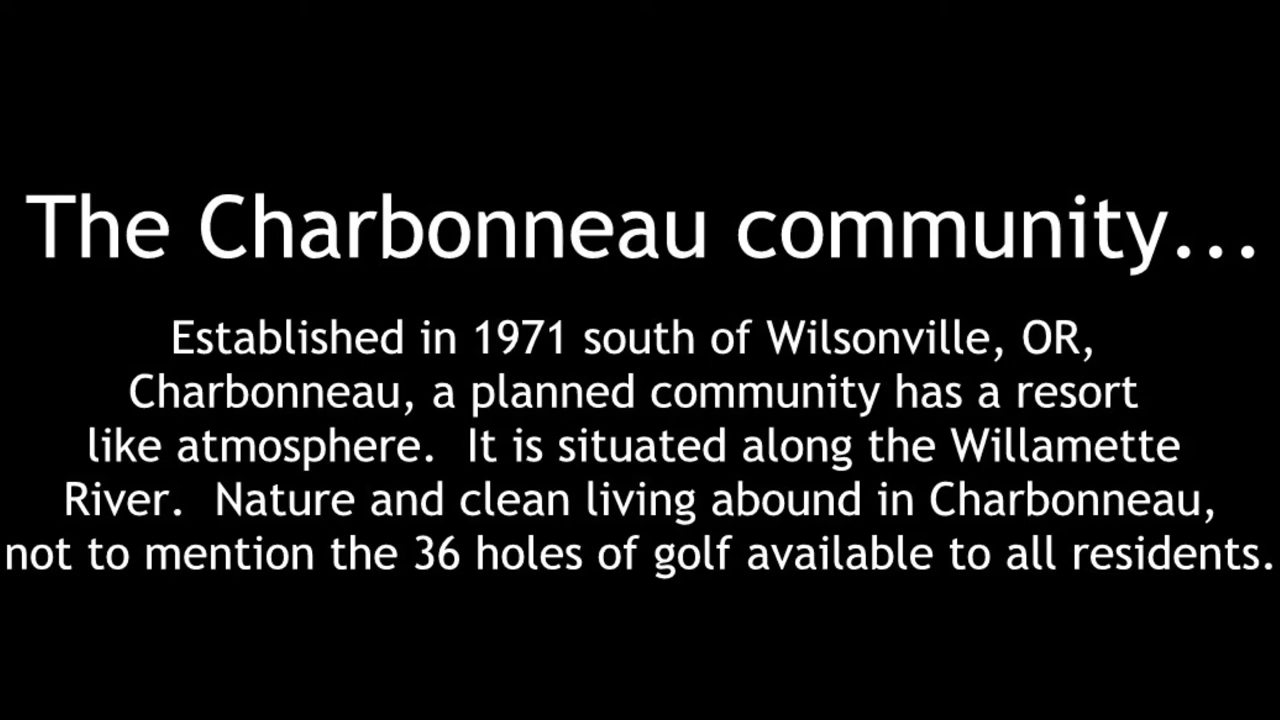 The Charbonneau community...
Established in 1971 south of Wilsonville, OR,
Charbonneau, a planned community has a resort
like atmosphere.  It is situated along the Willamette
River.  Nature and clean living abound in Charbonneau,
not to mention the 36 holes of golf available to all residents.